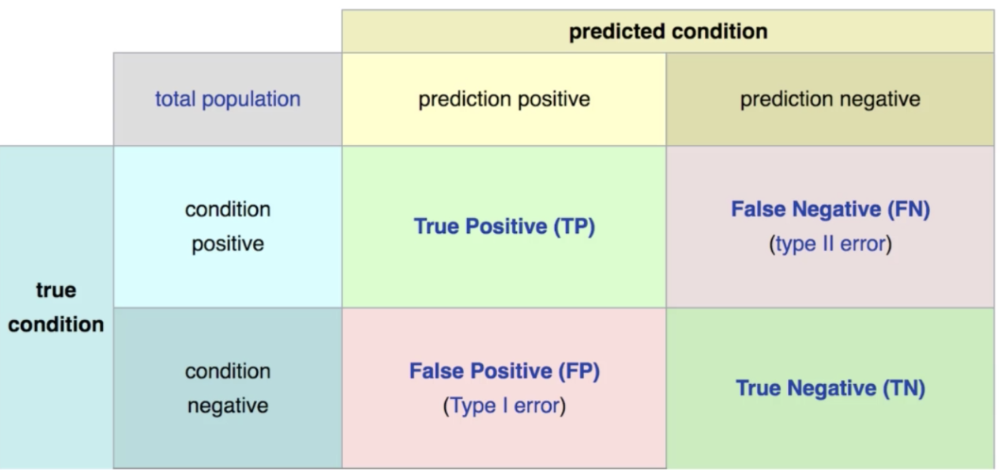 predicted condition
total population
prediction positive
prediction negative
true
condition
condition
positive
True Positive (TP)
False Negative (FN)
(type II error)
condition
negative
False Positive (FP)
(Type I error)
True Negative (TN)